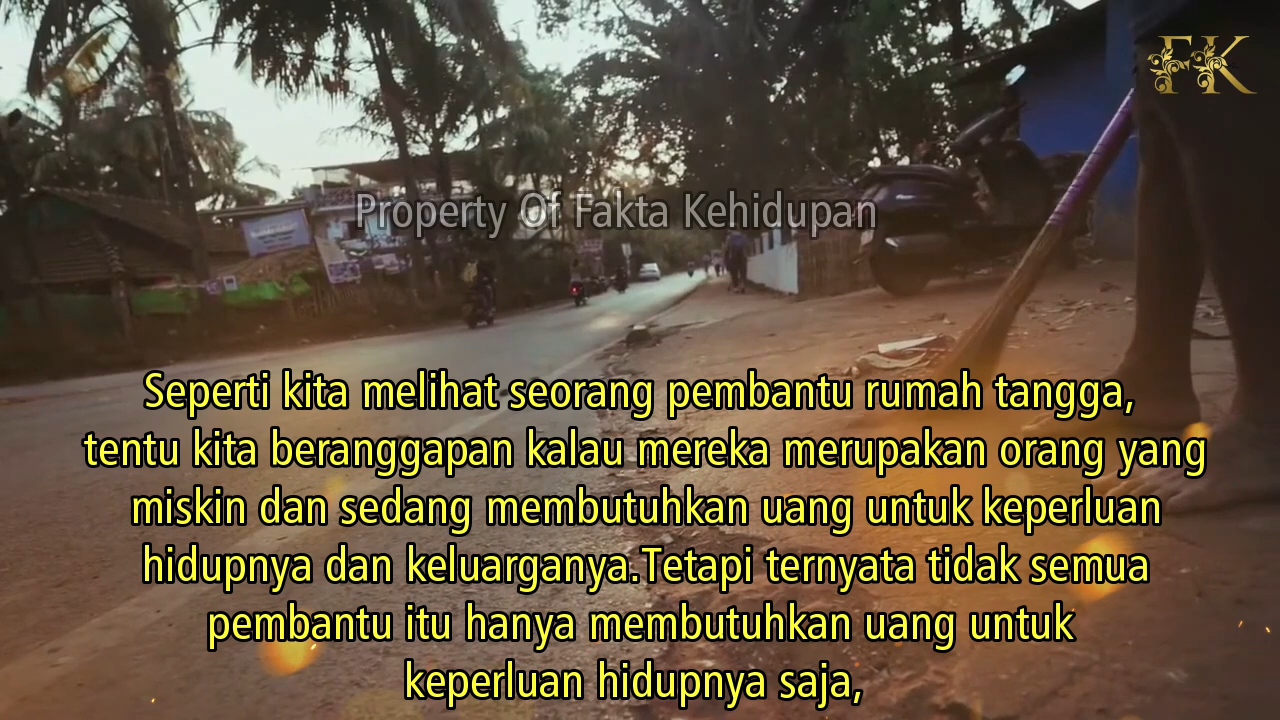 FK
Property Of Fakta Kehidupan
Seperti kita melihat seorang pembantu rumah tangga,
tentu kita beranggapan kalau mereka merupakan orang yang
miskin dan sedang membutuhkan uang untuk keperluan
hidupnya dan keluarganya.Tetapi ternyata tidak semua
pembantu itu hanya membutuhkan uang untuk
keperluan hidupnya saja,